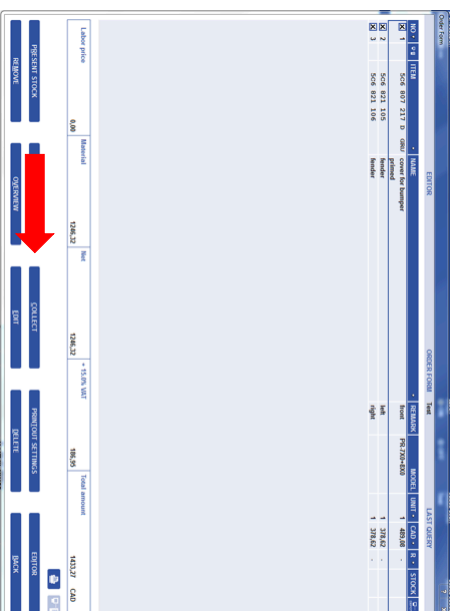 Order Form
EDITOR ORDER FORM Test LAST QUERY
NO ITEM NAME REMARK MODEL UNIT CAD R STOCK
1 5C6 807 217 D GRU cover for bumper front PR-7X0+8X0 1 489,08 -
primed
2 5C6 821 105 fender left 1 378,62 -
3 5C6 821 106 fender right 1 378,62 -
Labor price Material Net + 15.0% VAT Total amount
0,00 1246,32 1246,32 186,95 1433,27 CAD
PRESENT STOCK COLLECT PRINTOUT SETTINGS EDITOR
REMOVE OVERVIEW EDIT DELETE BACK